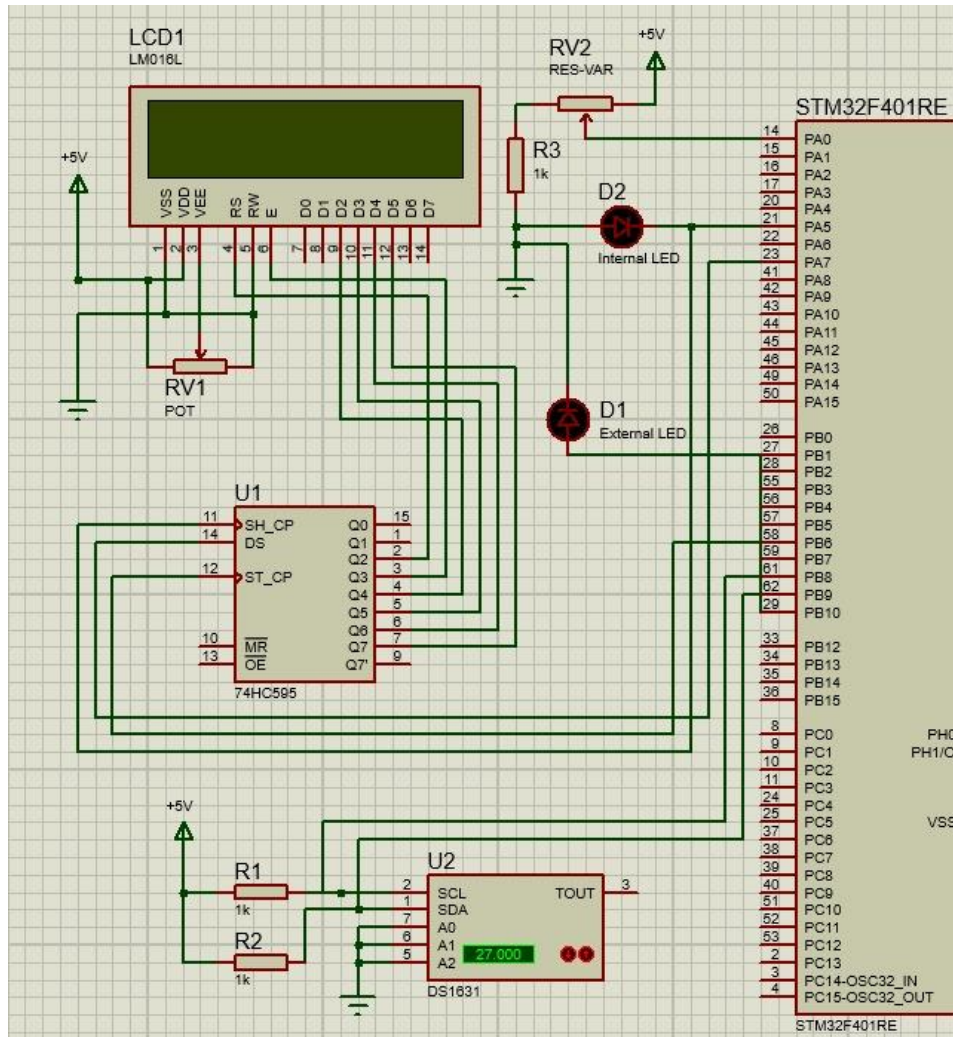 LCD1
LM016L
+5V
VSS
VDD
VEE
RS
RW
E
D0
D1
D2
D3
D4
D5
D6
D7
1
2
3
4
5
6
7
8
9
10
11
12
13
14
RV1
POT
RV2
RES-VAR
+5V
R3
1k
D2
Internal LED
D1
External LED
U1
11 SH_CP
14 DS
12 ST_CP
10 MR
13 OE
Q0 15
Q1 1
Q2 2
Q3 3
Q4 4
Q5 5
Q6 6
Q7 7
Q7' 9
74HC595
+5V
R1
1k
R2
1k
U2
2 SCL
1 SDA
7 A0
6 A1
5 A2
TOUT 3
27.000
DS1631
STM32F401RE
14 PA0
15 PA1
16 PA2
17 PA3
20 PA4
21 PA5
22 PA6
23 PA7
41 PA8
42 PA9
43 PA10
44 PA11
45 PA12
46 PA13
49 PA14
50 PA15
26 PB0
27 PB1
28 PB2
55 PB3
56 PB4
57 PB5
58 PB6
59 PB7
61 PB8
62 PB9
29 PB10
33 PB12
34 PB13
35 PB14
36 PB15
8 PC0
9 PC1
10 PC2
11 PC3
24 PC4
25 PC5
37 PC6
38 PC7
39 PC8
40 PC9
51 PC10
52 PC11
53 PC12
2 PC13
3 PC14-OSC32_IN
4 PC15-OSC32_OUT
PH0
PH1/O
VSS
STM32F401RE